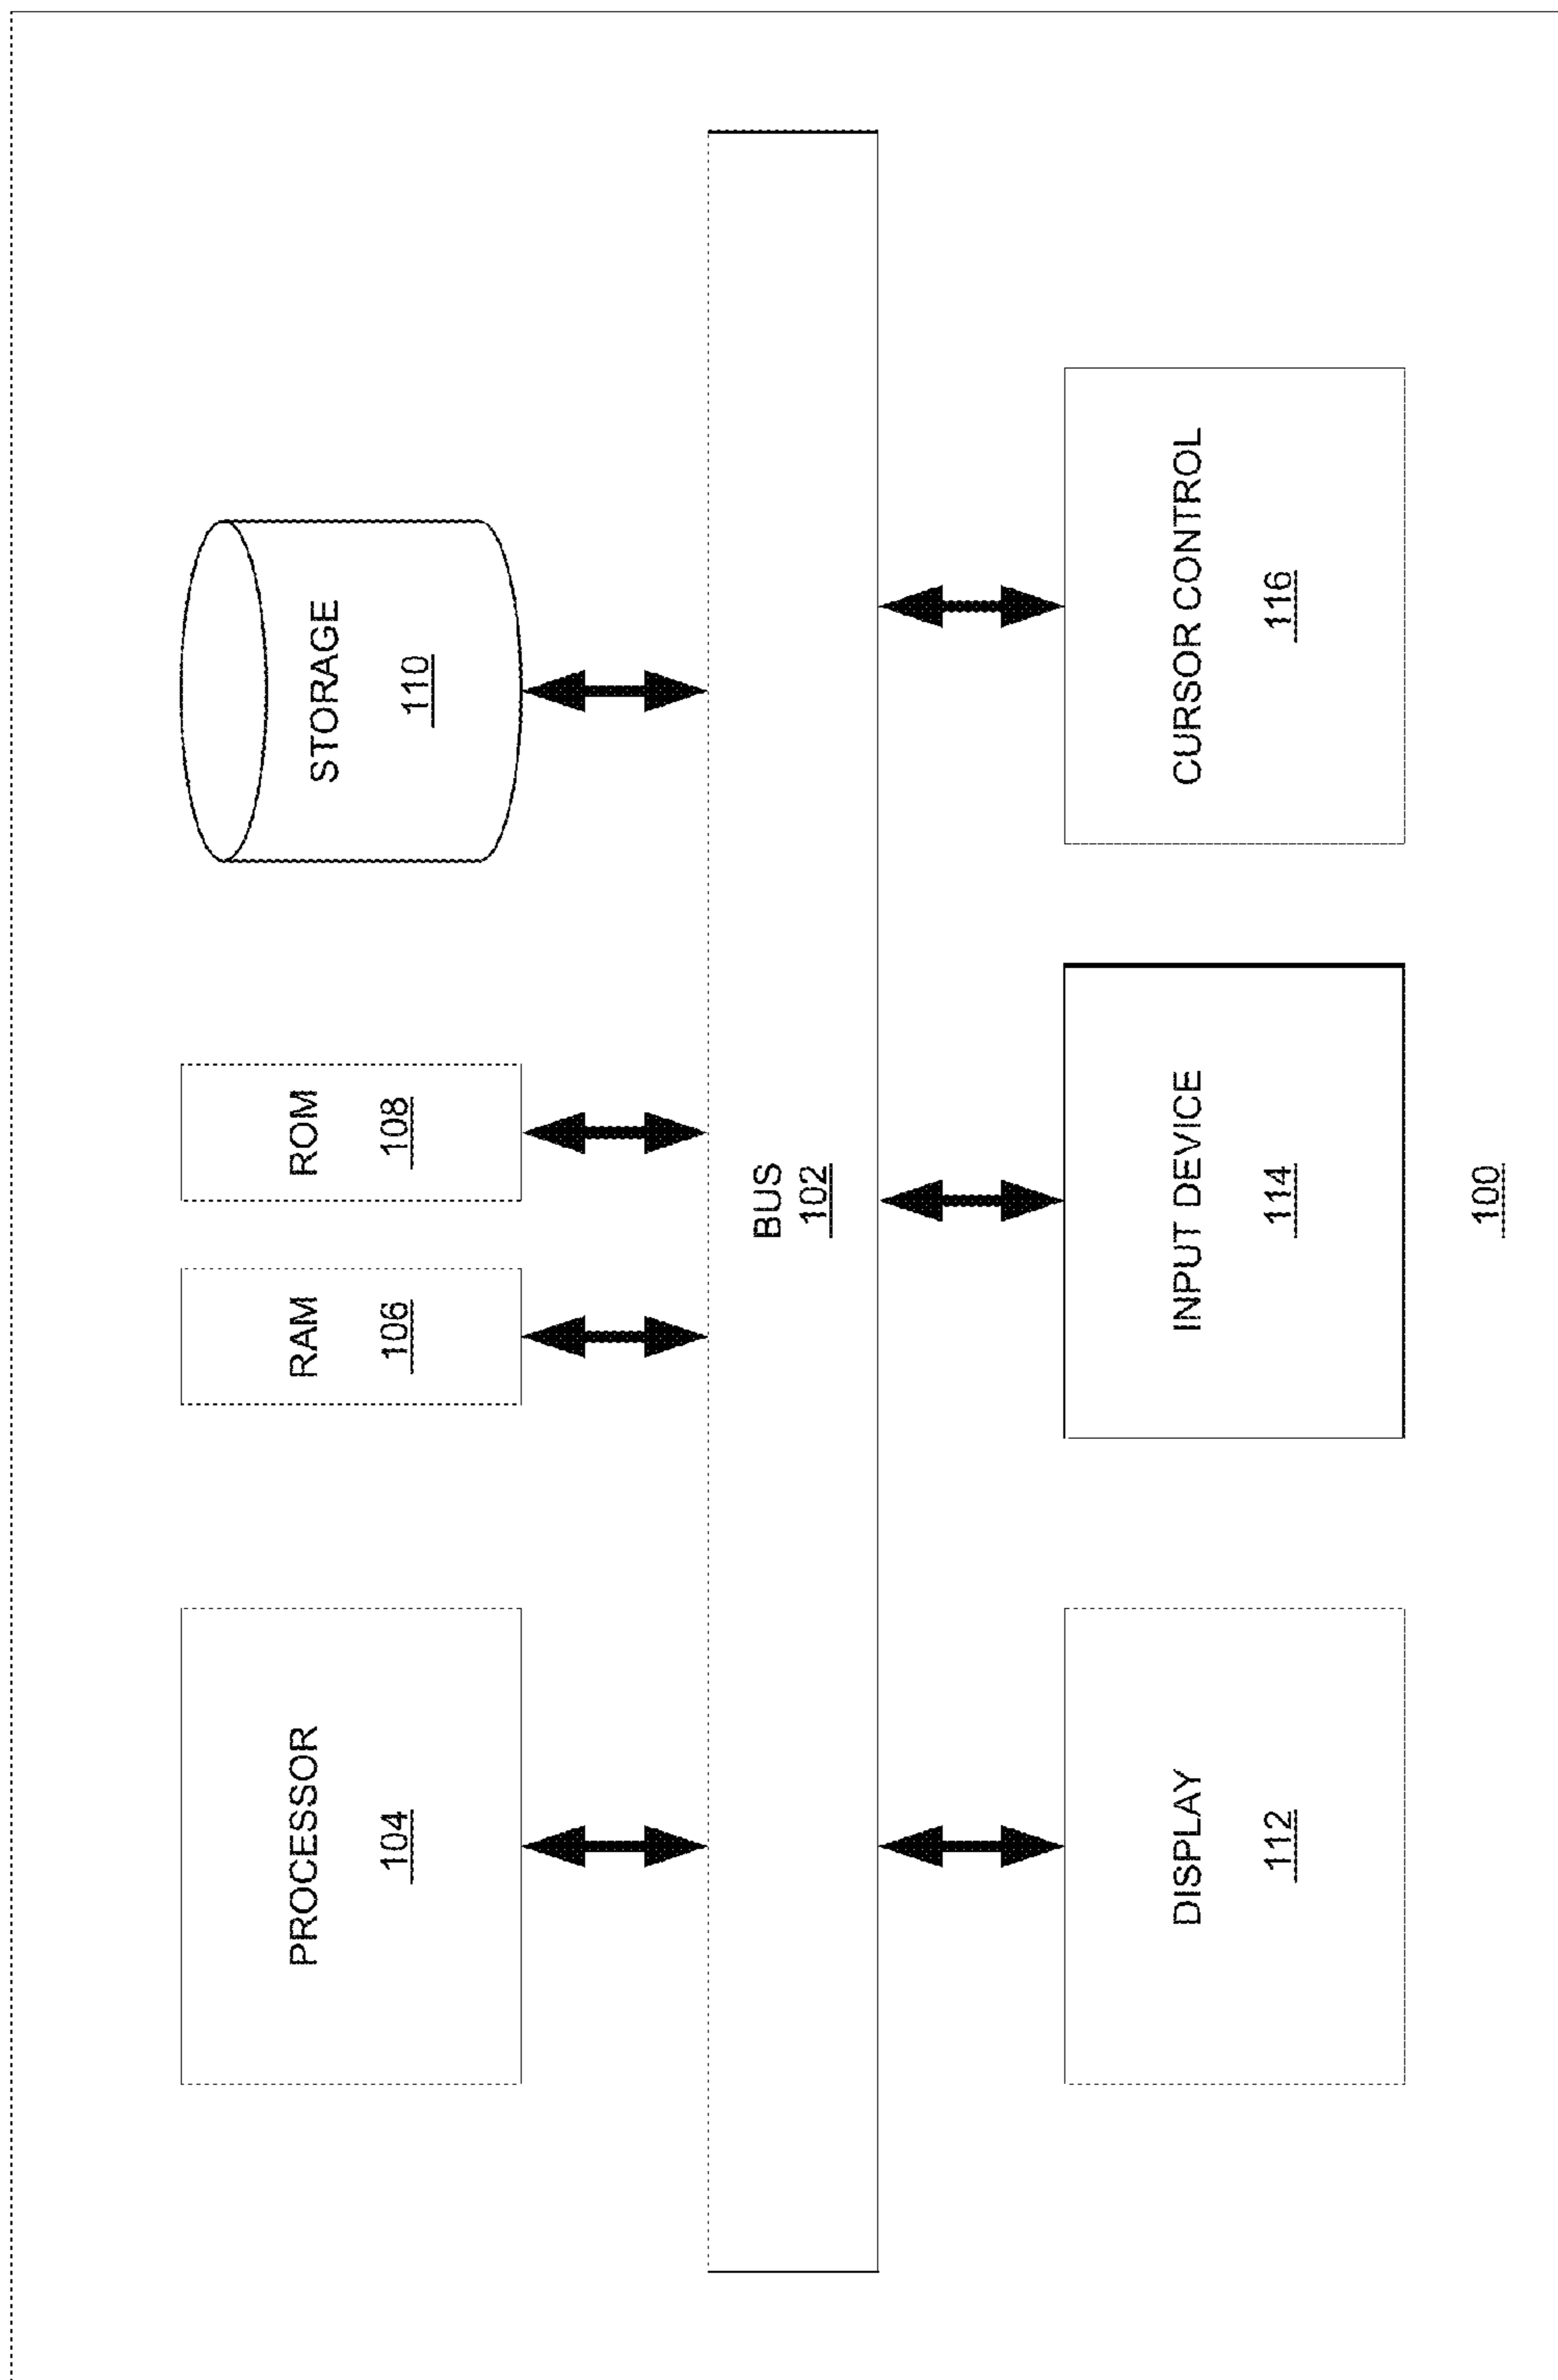 PROCESSOR
104
RAM
106
ROM
108
STORAGE
110
BUS
102
DISPLAY
112
INPUT DEVICE
114
CURSOR CONTROL
116
100